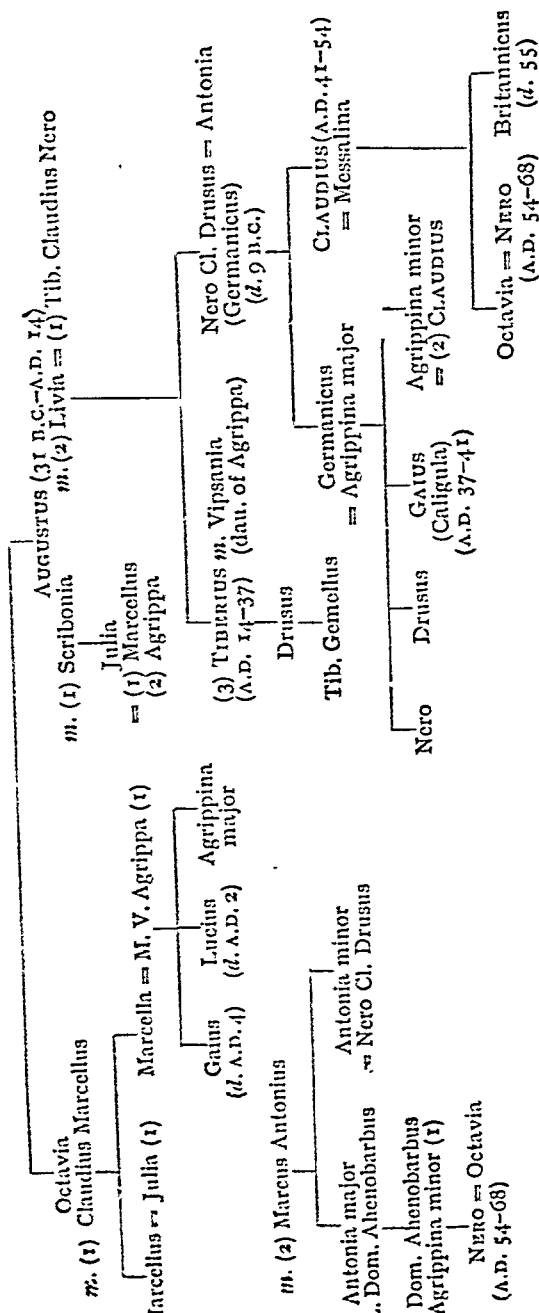 Octavia
m. (1) Claudius Marcellus
Marcellus = Julia (1)
Marcella = M. V. Agrippa (1)
Gaius
(d. A.D. 4)
Lucius
(d. A.D. 2)
Agrippina
major
m. (2) Marcus Antonius
Antonia major
Dom. Ahenobarbus
Antonia minor
= Nero Cl. Drusus
Dom. Ahenobarbus
Agrippina minor (1)
NERO = Octavia
(A.D. 54-68)
AUGUSTUS (31 B.C.-A.D. 14)
m. (1) Scribonia
m. (2) Livia = (1) Tib. Claudius Nero
Julia
= (1) Marcellus
(2) Agrippa
(3) TIBERIUS m. Vipsania
(A.D. 14-37) (dau. of Agrippa)
Drusus
Tib. Gemellus
Nero Cl. Drusus = Antonia
(Germanicus)
(d. 9 B.C.)
Germanicus
= Agrippina major
CLAUDIUS (A.D. 41-54)
= Messalina
Nero
Drusus
GAIUS
(Caligula)
(A.D. 37-41)
Agrippina minor
= (2) CLAUDIUS
Octavia = NERO
(A.D. 54-68)
Britannicus
(d. 55)